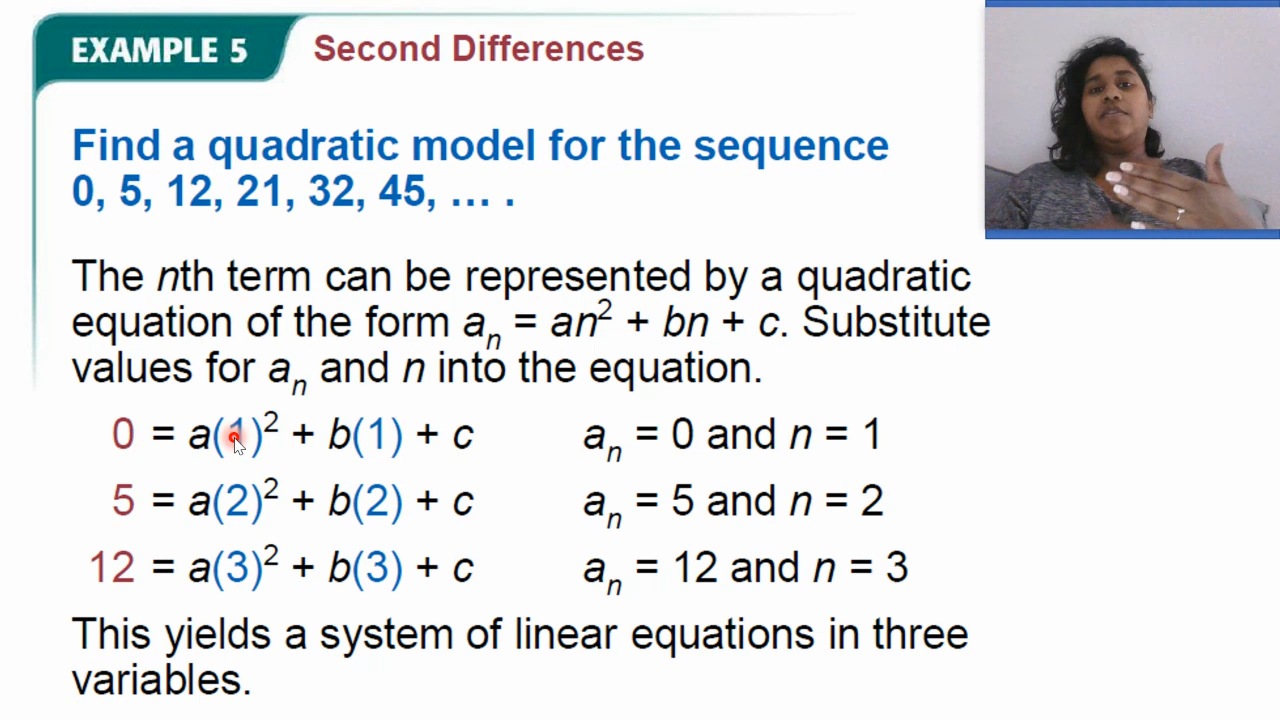 EXAMPLE 5 Second Differences
Find a quadratic model for the sequence
0, 5, 12, 21, 32, 45, … .
The nth term can be represented by a quadratic
equation of the form aₙ = an² + bn + c. Substitute
values for aₙ and n into the equation.
0 = a(1)² + b(1) + c aₙ = 0 and n = 1
5 = a(2)² + b(2) + c aₙ = 5 and n = 2
12 = a(3)² + b(3) + c aₙ = 12 and n = 3
This yields a system of linear equations in three
variables.